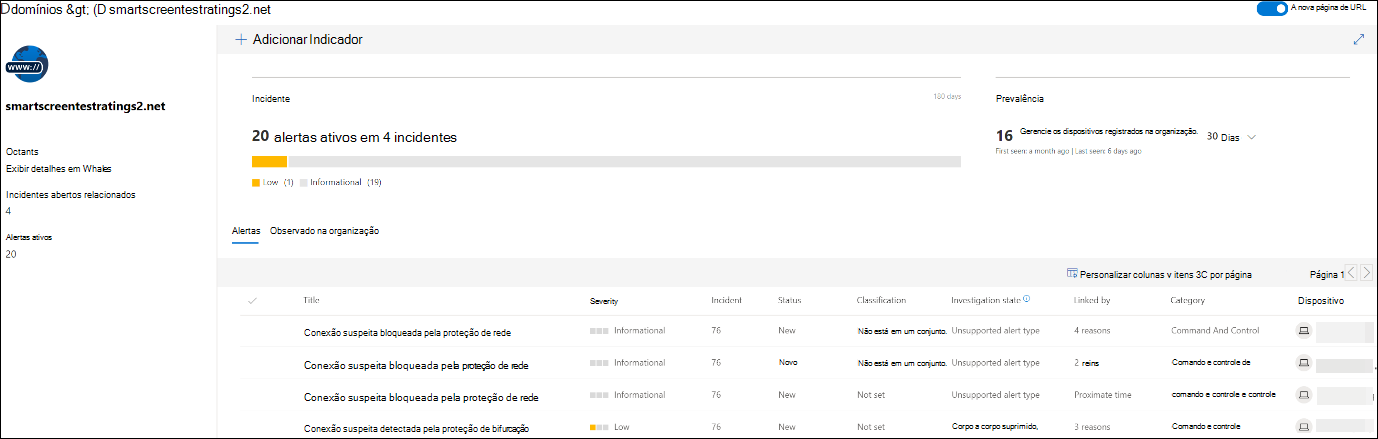 Ddomínios &gt; (D smartscreentestratings2.net
A nova página de URL
Adicionar Indicador
www://
smartscreentestratings2.net
Octants
Exibir detalhes em Whales
Incidentes abertos relacionados
4
Alertas ativos
20
Incidente
180 days
20 alertas ativos em 4 incidentes
Low (1) Informational (19)
Prevalência
16 Gerencie os dispositivos registrados na organização. 30 Dias
First seen: a month ago | Last seen: 6 days ago
Alertas Observado na organização
Personalizar colunas v itens 3C por página Página 1
Title Severity Incident Status Classification Investigation state Linked by Category Dispositivo
Conexão suspeita bloqueada pela proteção de rede Informational 76 New Não está em um conjunto. Unsupported alert type 4 reasons Command And Control
Conexão suspeita bloqueada pela proteção de rede Informational 76 Novo Não está em um conjunto. Unsupported alert type 2 reins Comando e controle de
Conexão suspeita bloqueada pela proteção de rede Informational 76 New Not set Unsupported alert type Proximate time comando e controle e controle
Conexão suspeita detectada pela proteção de bifurcação Low 76 New Not set Corpo a corpo suprimido, 3 reasons Comando e controle